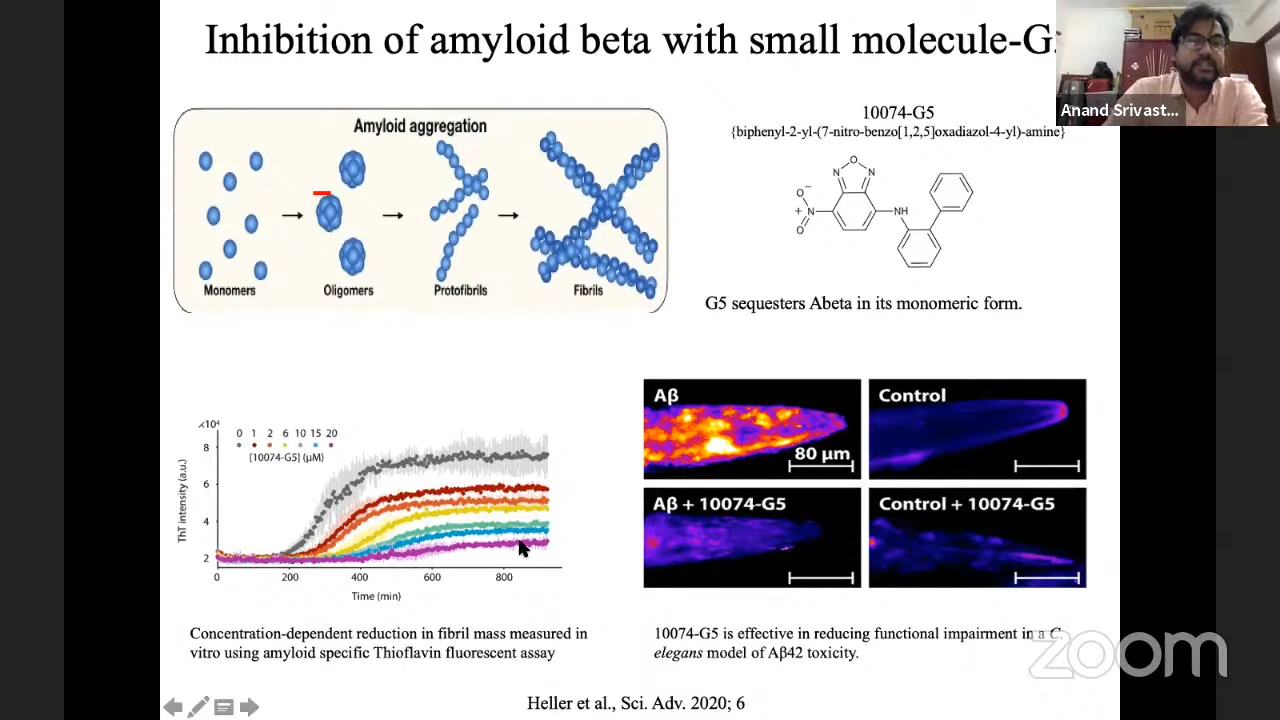 Inhibition of amyloid beta with small molecule-G
Anand Srivast...
Amyloid aggregation
Monomers
Oligomers
Protofibrils
Fibrils
10074-G5
{biphenyl-2-yl-(7-nitro-benzo[1,2,5]oxadiazol-4-yl)-amine}
O
N N
O−
N+
O
NH
G5 sequesters Abeta in its monomeric form.
×10⁴
0 1 2 6 10 15 20
[10074-G5] (μM)
8
6
4
2
ThT intensity (a.u.)
0 200 400 600 800
Time (min)
Concentration-dependent reduction in fibril mass measured in
vitro using amyloid specific Thioflavin fluorescent assay
Aβ
80 μm
Control
Aβ + 10074-G5
Control + 10074-G5
10074-G5 is effective in reducing functional impairment in a C.
elegans model of Aβ42 toxicity.
zoom
Heller et al., Sci. Adv. 2020; 6